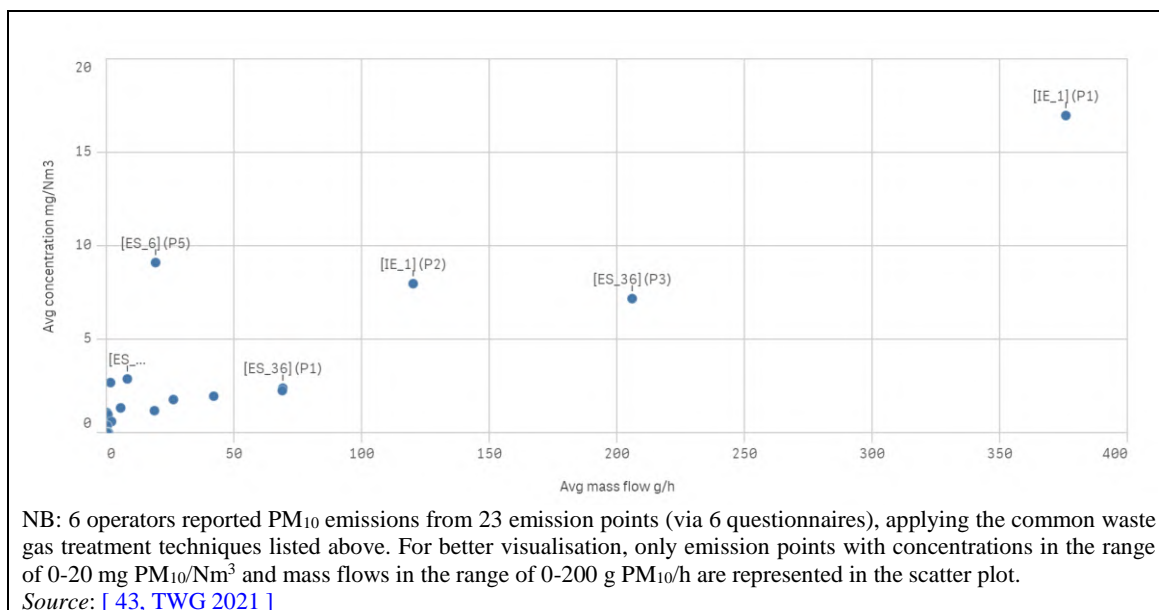 20
[IE_1] (P1)
15
Avg concentration mg/Nm3
[ES_6] (P5)
10
[IE_1] (P2)
[ES_36] (P3)
5
[ES_...
[ES_36] (P1)
0
0 50 100 150 200 250 300 350 400
Avg mass flow g/h
NB: 6 operators reported PM₁₀ emissions from 23 emission points (via 6 questionnaires), applying the common waste
gas treatment techniques listed above. For better visualisation, only emission points with concentrations in the range
of 0-20 mg PM₁₀/Nm³ and mass flows in the range of 0-200 g PM₁₀/h are represented in the scatter plot.
Source: [ 43, TWG 2021 ]